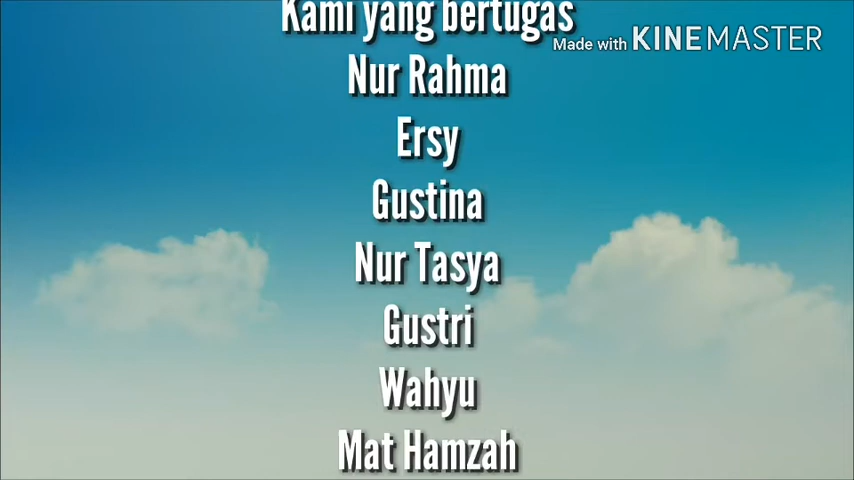 Kami yang bertugas
Made with KINEMASTER
Nur Rahma
Ersy
Gustina
Nur Tasya
Gustri
Wahyu
Mat Hamzah